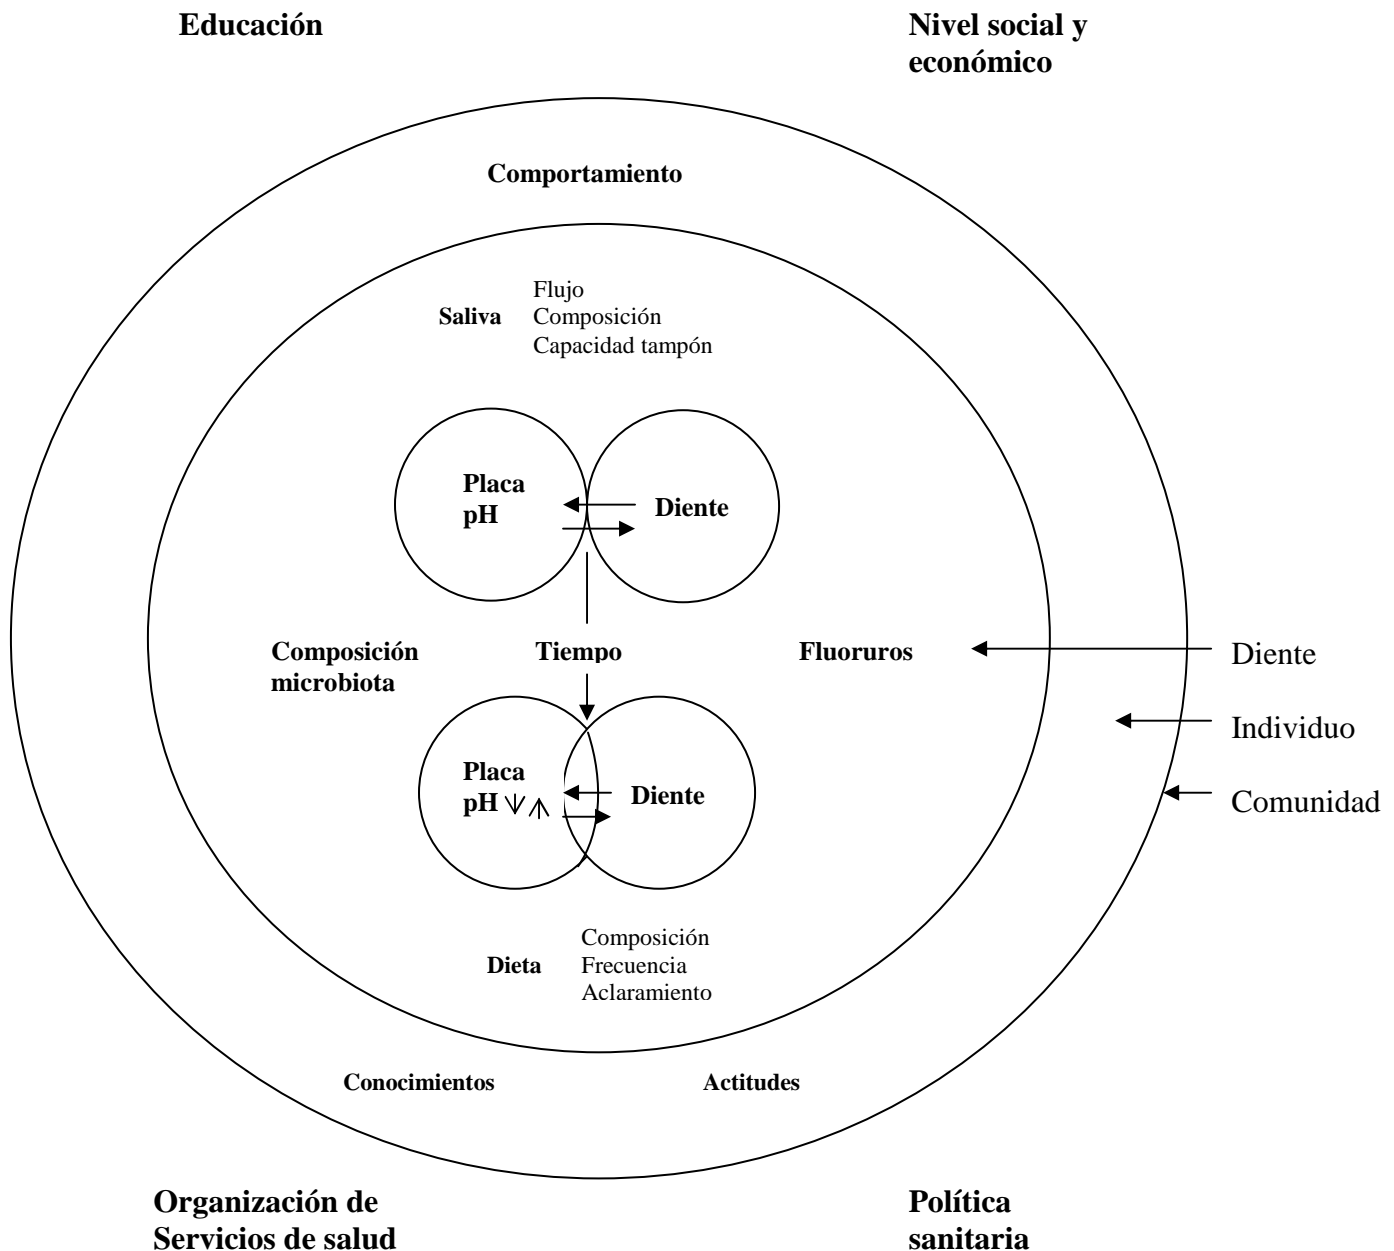 Educación
Nivel social y
económico
Comportamiento
Flujo
Saliva Composición
Capacidad tampón
Placa
pH
Diente
Composición
microbiota
Tiempo
Fluoruros
Diente
Individuo
Comunidad
Placa
pH
Diente
Composición
Dieta Frecuencia
Aclaramiento
Conocimientos
Actitudes
Organización de
Servicios de salud
Política
sanitaria